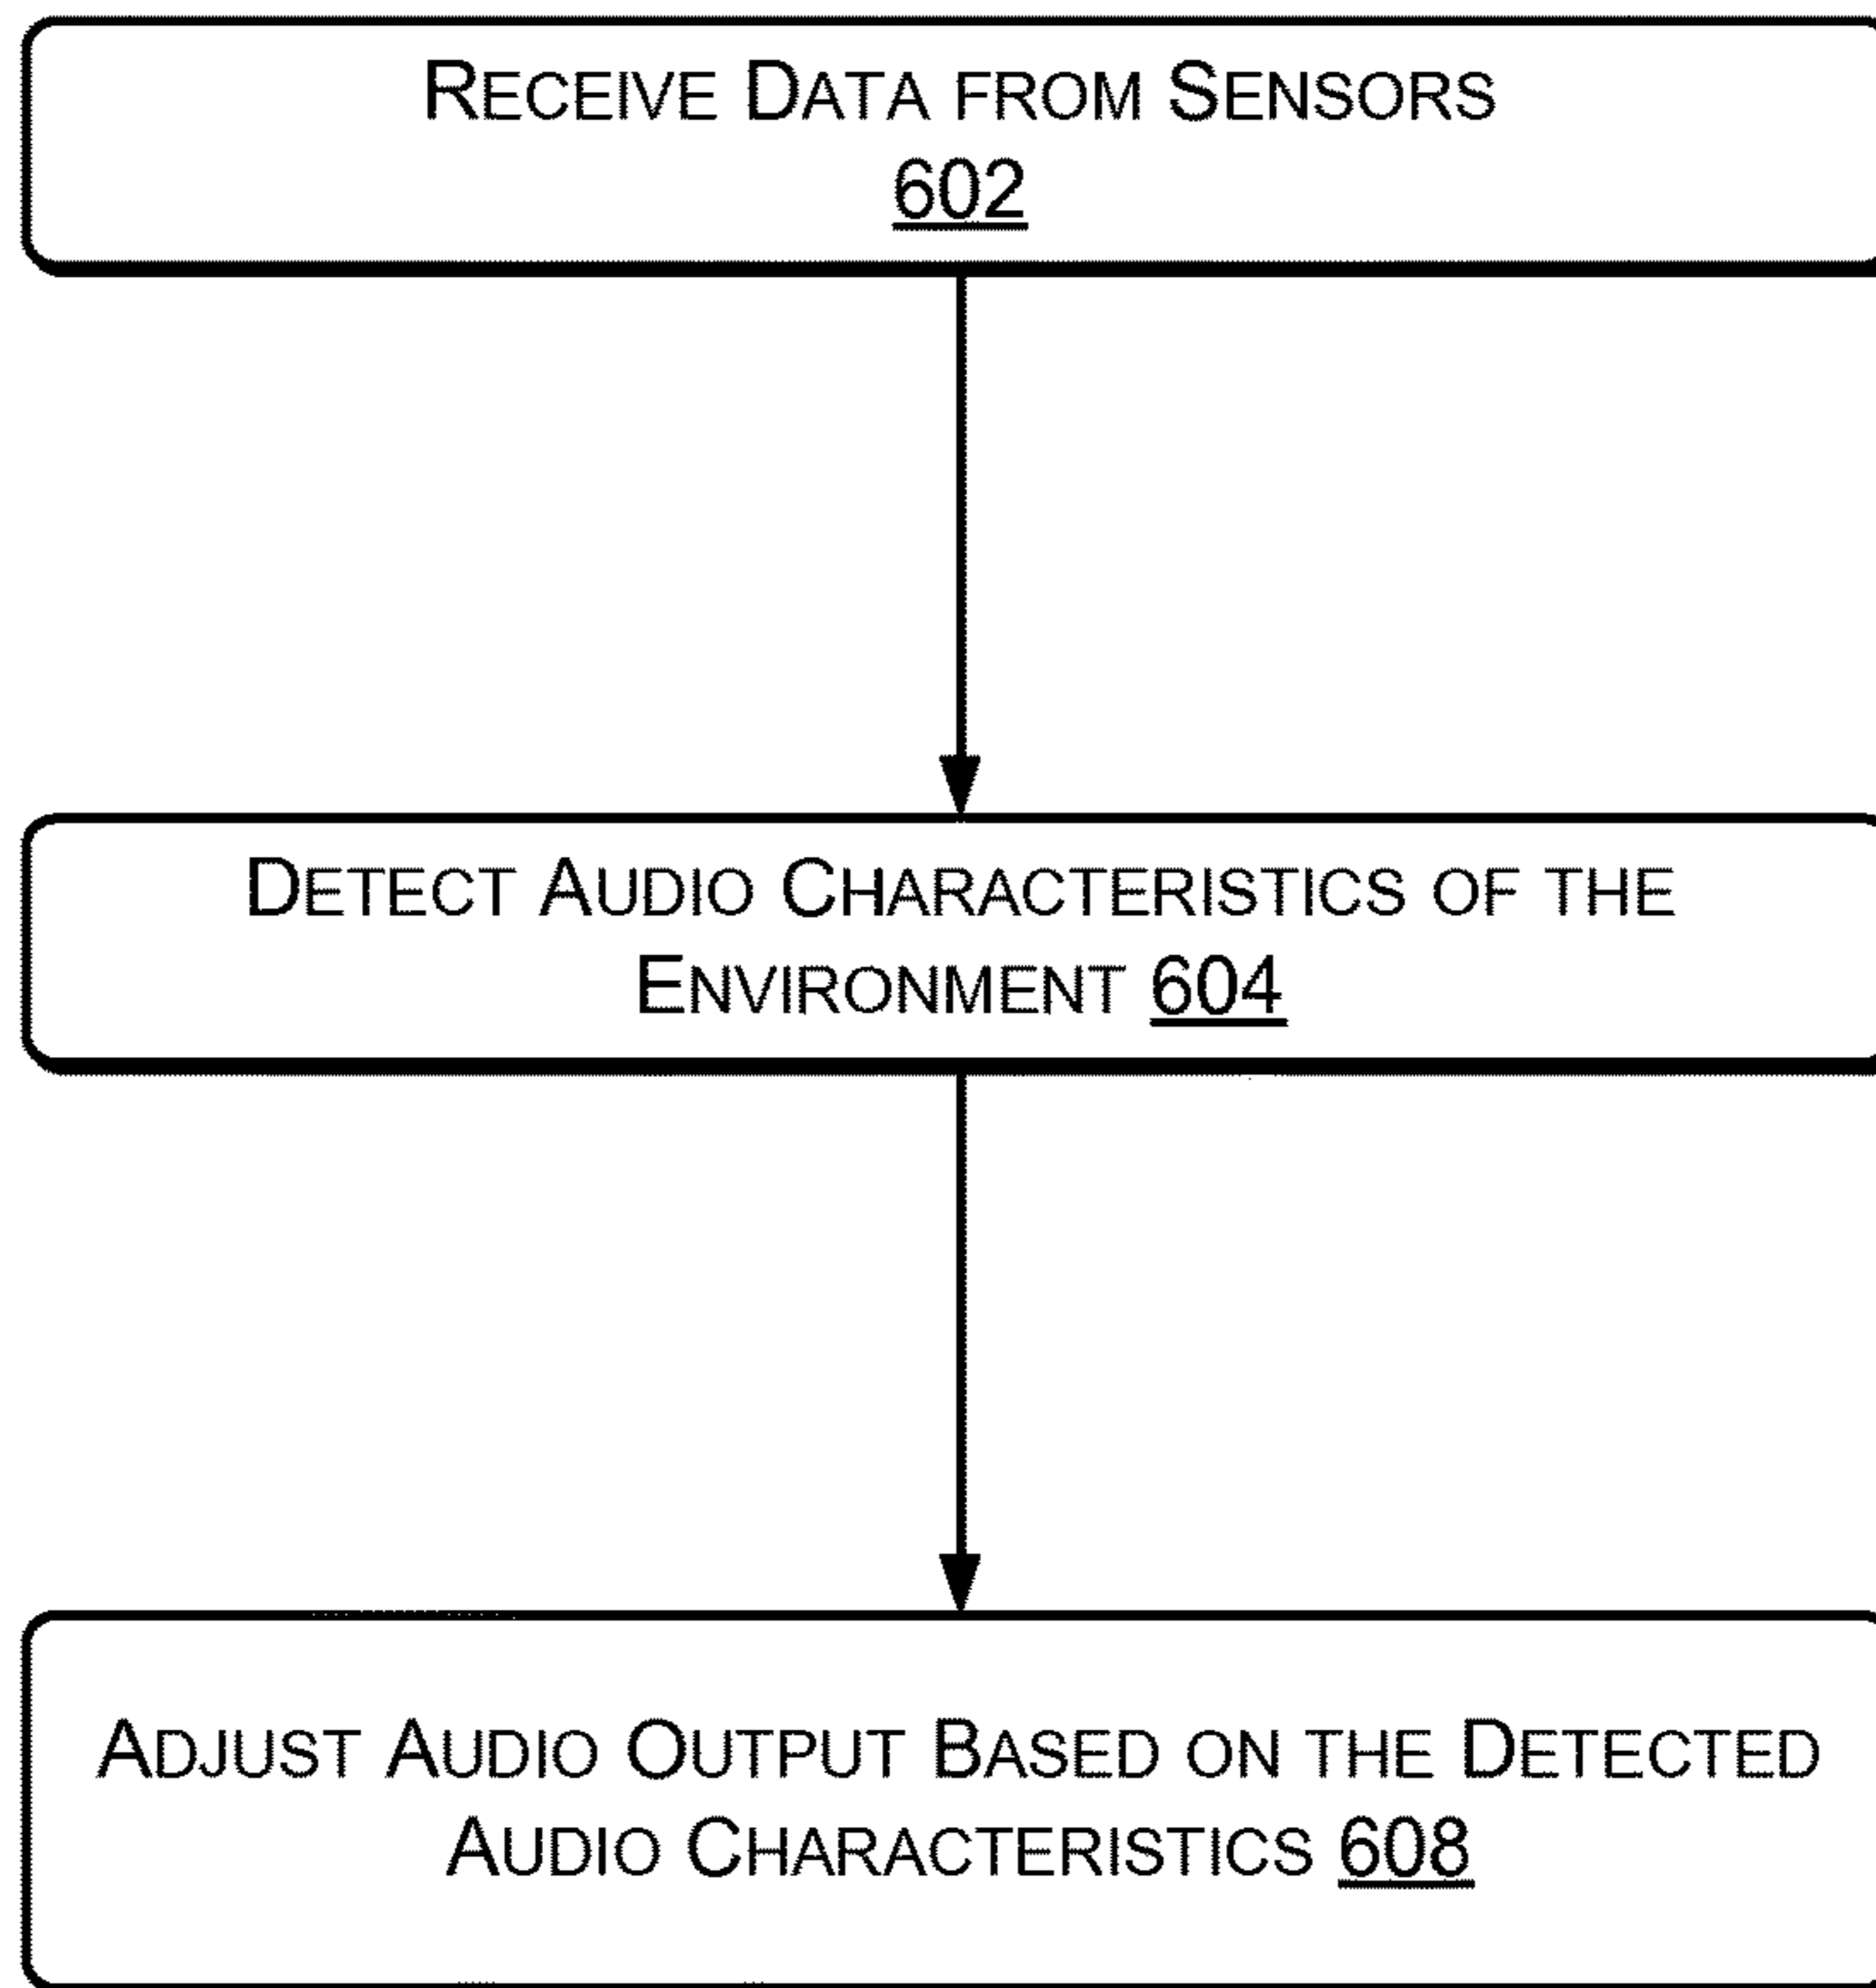 RECEIVE DATA FROM SENSORS
602
DETECT AUDIO CHARACTERISTICS OF THE
ENVIRONMENT 604
ADJUST AUDIO OUTPUT BASED ON THE DETECTED
AUDIO CHARACTERISTICS 608